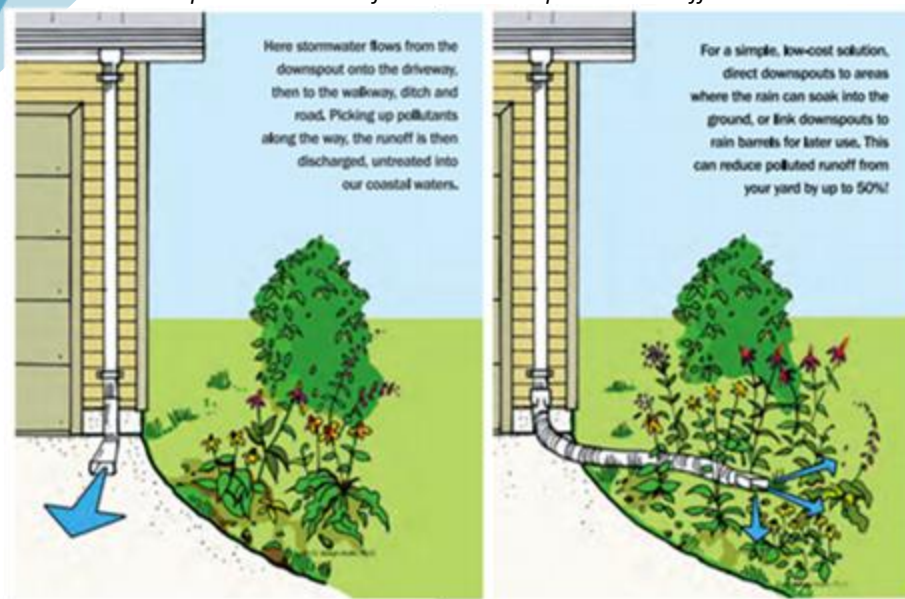 Here stormwater flows from the
downspout onto the driveway,
then to the walkway, ditch and
road. Picking up pollutants
along the way, the runoff is then
discharged, untreated into
our coastal waters.
For a simple, low-cost solution,
direct downspouts to areas
where the rain can soak into the
ground, or link downspouts to
rain barrels for later use. This
can reduce polluted runoff from
your yard by up to 50%!